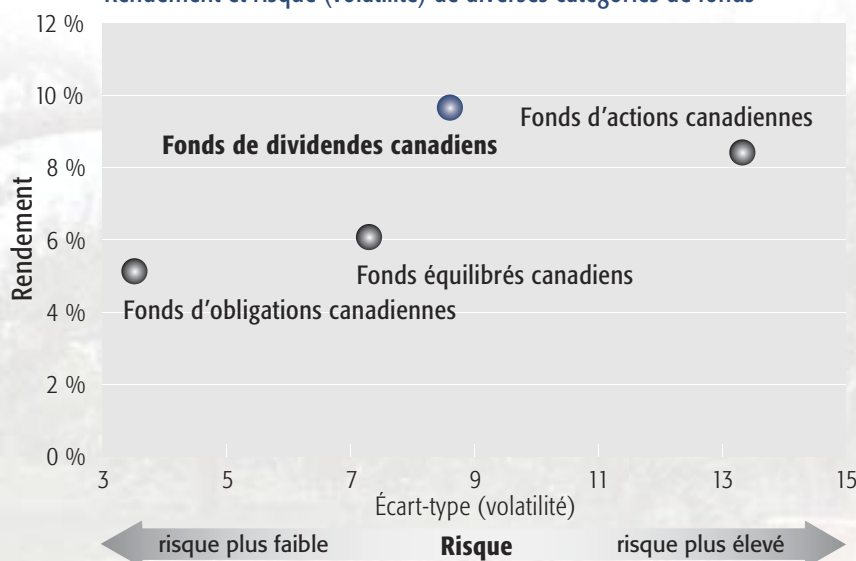 Rendement et risque (volatilité) de diverses catégories de fonds
12 %
10 %
8 %
6 %
4 %
2 %
0 %
Rendement
Fonds d'actions canadiennes
Fonds de dividendes canadiens
Fonds équilibrés canadiens
Fonds d'obligations canadiennes
3 5 7 9 11 13 15
Écart-type (volatilité)
risque plus faible Risque risque plus élevé